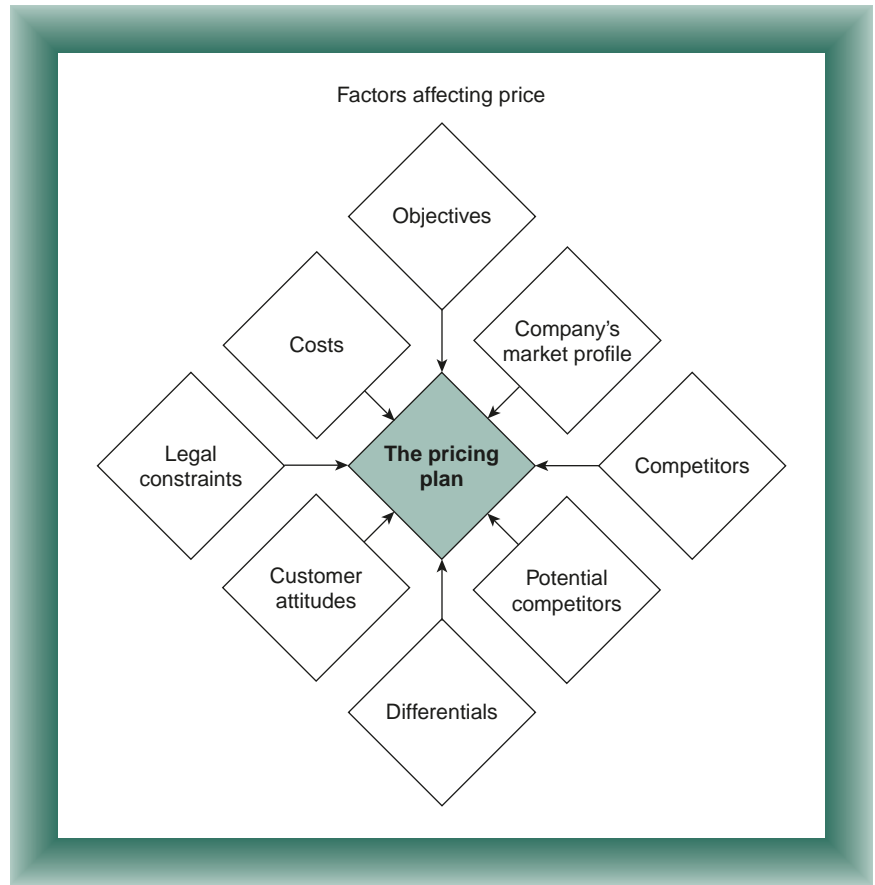 Factors affecting price
Objectives
Costs
Company’s
market profile
Legal
constraints
The pricing
plan
Competitors
Customer
attitudes
Potential
competitors
Differentials